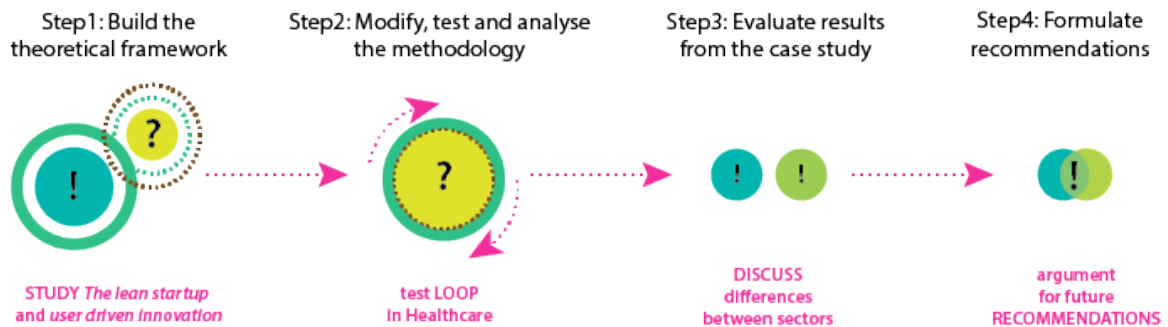 Step1: Build the
theoretical framework
Step2: Modify, test and analyse
the methodology
Step3: Evaluate results
from the case study
Step4: Formulate
recommendations
?
!
?
!
!
!
STUDY The lean startup
and user driven innovation
test LOOP
in Healthcare
DISCUSS
differences
between sectors
argument
for future
RECOMMENDATIONS